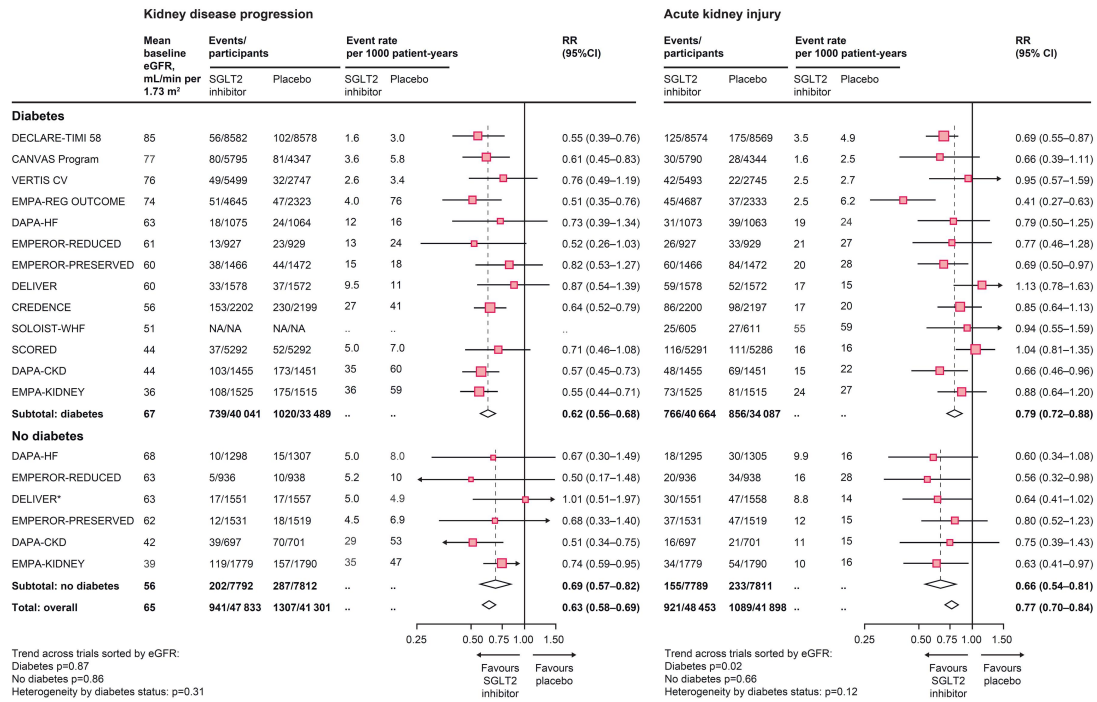 Kidney disease progression Acute kidney injury
Mean baseline eGFR, mL/min per 1.73 m² Events/ participants Event rate per 1000 patient-years RR (95%CI) Events/ participants Event rate per 1000 patient-years RR (95% CI)
SGLT2 inhibitor Placebo SGLT2 inhibitor Placebo SGLT2 inhibitor Placebo SGLT2 inhibitor Placebo
Diabetes
DECLARE-TIMI 58 85 56/8582 102/8578 1.6 3.0 0.55 (0.39–0.76) 125/8574 175/8569 3.5 4.9 0.69 (0.55–0.87)
CANVAS Program 77 80/5795 81/4347 3.6 5.8 0.61 (0.45–0.83) 30/5790 28/4344 1.6 2.5 0.66 (0.39–1.11)
VERTIS CV 76 49/5499 32/2747 2.6 3.4 0.76 (0.49–1.19) 42/5493 22/2745 2.5 2.7 0.95 (0.57–1.59)
EMPA-REG OUTCOME 74 51/4645 47/2323 4.0 76 0.51 (0.35–0.76) 45/4687 37/2333 2.5 6.2 0.41 (0.27–0.63)
DAPA-HF 63 18/1075 24/1064 12 16 0.73 (0.39–1.34) 31/1073 39/1063 19 24 0.79 (0.50–1.25)
EMPEROR-REDUCED 61 13/927 23/929 13 24 0.52 (0.26–1.03) 26/927 33/929 21 27 0.77 (0.46–1.28)
EMPEROR-PRESERVED 60 38/1466 44/1472 15 18 0.82 (0.53–1.27) 60/1466 84/1472 20 28 0.69 (0.50–0.97)
DELIVER 60 33/1578 37/1572 9.5 11 0.87 (0.54–1.39) 59/1578 52/1572 17 15 1.13 (0.78–1.63)
CREDENCE 56 153/2202 230/2199 27 41 0.64 (0.52–0.79) 86/2200 98/2197 17 20 0.85 (0.64–1.13)
SOLOIST-WHF 51 NA/NA NA/NA .. .. .. 25/605 27/611 55 59 0.94 (0.55–1.59)
SCORED 44 37/5292 52/5292 5.0 7.0 0.71 (0.46–1.08) 116/5291 111/5286 16 16 1.04 (0.81–1.35)
DAPA-CKD 44 103/1455 173/1451 35 60 0.57 (0.45–0.73) 48/1455 69/1451 15 22 0.66 (0.46–0.96)
EMPA-KIDNEY 36 108/1525 175/1515 36 59 0.55 (0.44–0.71) 73/1525 81/1515 24 27 0.88 (0.64–1.20)
Subtotal: diabetes 67 739/40 041 1020/33 489 .. .. 0.62 (0.56–0.68) 766/40 664 856/34 087 .. .. 0.79 (0.72–0.88)
No diabetes
DAPA-HF 68 10/1298 15/1307 5.0 8.0 0.67 (0.30–1.49) 18/1295 30/1305 9.9 16 0.60 (0.34–1.08)
EMPEROR-REDUCED 63 5/936 10/938 5.2 10 0.50 (0.17–1.48) 20/936 34/938 16 28 0.56 (0.32–0.98)
DELIVER* 63 17/1551 17/1557 5.0 4.9 1.01 (0.51–1.97) 30/1551 47/1558 8.8 14 0.64 (0.41–1.02)
EMPEROR-PRESERVED 62 12/1531 18/1519 4.5 6.9 0.68 (0.33–1.40) 37/1531 47/1519 12 15 0.80 (0.52–1.23)
DAPA-CKD 42 39/697 70/701 29 53 0.51 (0.34–0.75) 16/697 21/701 11 15 0.75 (0.39–1.43)
EMPA-KIDNEY 39 119/1779 157/1790 35 47 0.74 (0.59–0.95) 34/1779 54/1790 10 16 0.63 (0.41–0.97)
Subtotal: no diabetes 56 202/7792 287/7812 .. .. 0.69 (0.57–0.82) 155/7789 233/7811 .. .. 0.66 (0.54–0.81)
Total: overall 65 941/47 833 1307/41 301 .. .. 0.63 (0.58–0.69) 921/48 453 1089/41 898 .. .. 0.77 (0.70–0.84)
0.25 0.50 0.75 1.00 1.50 0.25 0.50 0.75 1.00 1.50
Trend across trials sorted by eGFR: Trend across trials sorted by eGFR:
Diabetes p=0.87 Favours SGLT2 inhibitor Favours placebo Diabetes p=0.02 Favours SGLT2 inhibitor Favours placebo
No diabetes p=0.86 No diabetes p=0.66
Heterogeneity by diabetes status: p=0.31 Heterogeneity by diabetes status: p=0.12